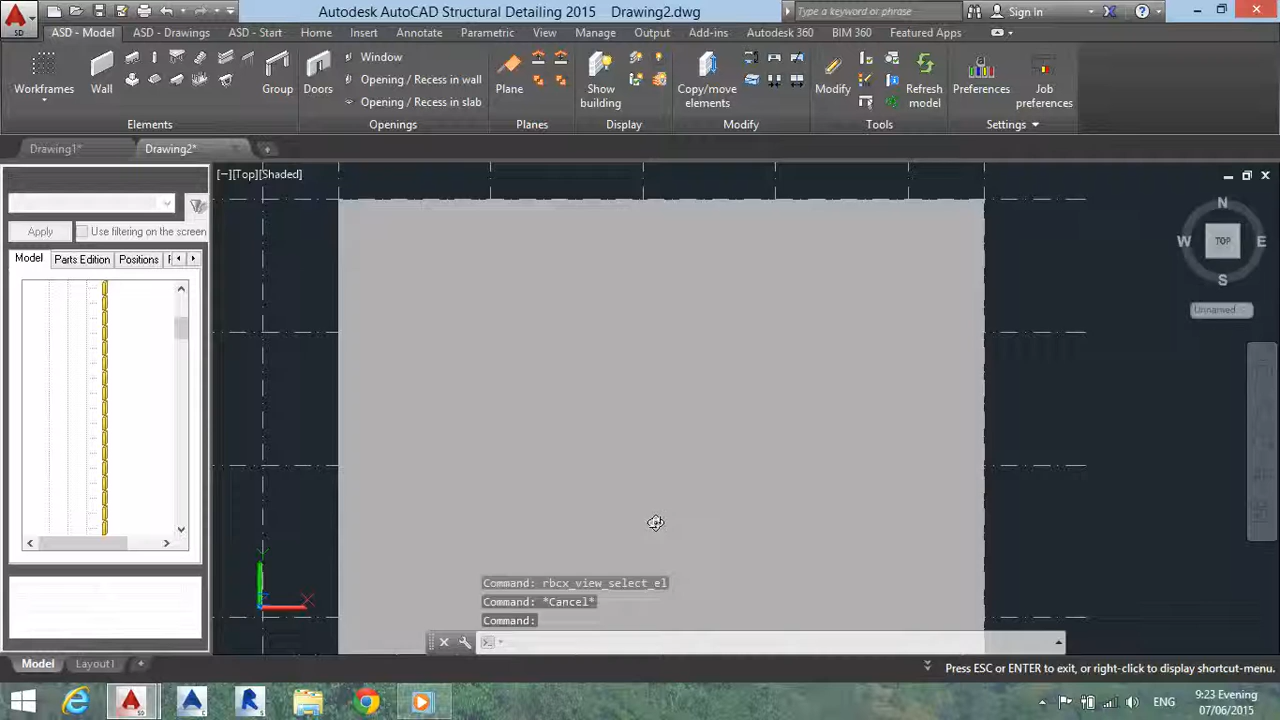 Autodesk AutoCAD Structural Detailing 2015 Drawing2.dwg
Type a keyword or phrase
Sign In
SD
ASD - Model
ASD - Drawings
ASD - Start
Home
Insert
Annotate
Parametric
View
Manage
Output
Add-ins
Autodesk 360
BIM 360
Featured Apps
Workframes
Wall
Group
Doors
Window
Opening / Recess in wall
Opening / Recess in slab
Plane
Show building
Copy/move elements
Modify
Refresh model
Preferences
Job preferences
Elements
Openings
Planes
Display
Modify
Tools
Settings
Drawing1*
Drawing2*
[−][Top][Shaded]
Apply
Use filtering on the screen
Model
Parts Edition
Positions
N
W
TOP
E
S
Unnamed
Command: rbcx_view_select_el
Command: *Cancel*
Command:
Model
Layout1
Press ESC or ENTER to exit, or right-click to display shortcut-menu.
ENG
9:23 Evening
07/06/2015